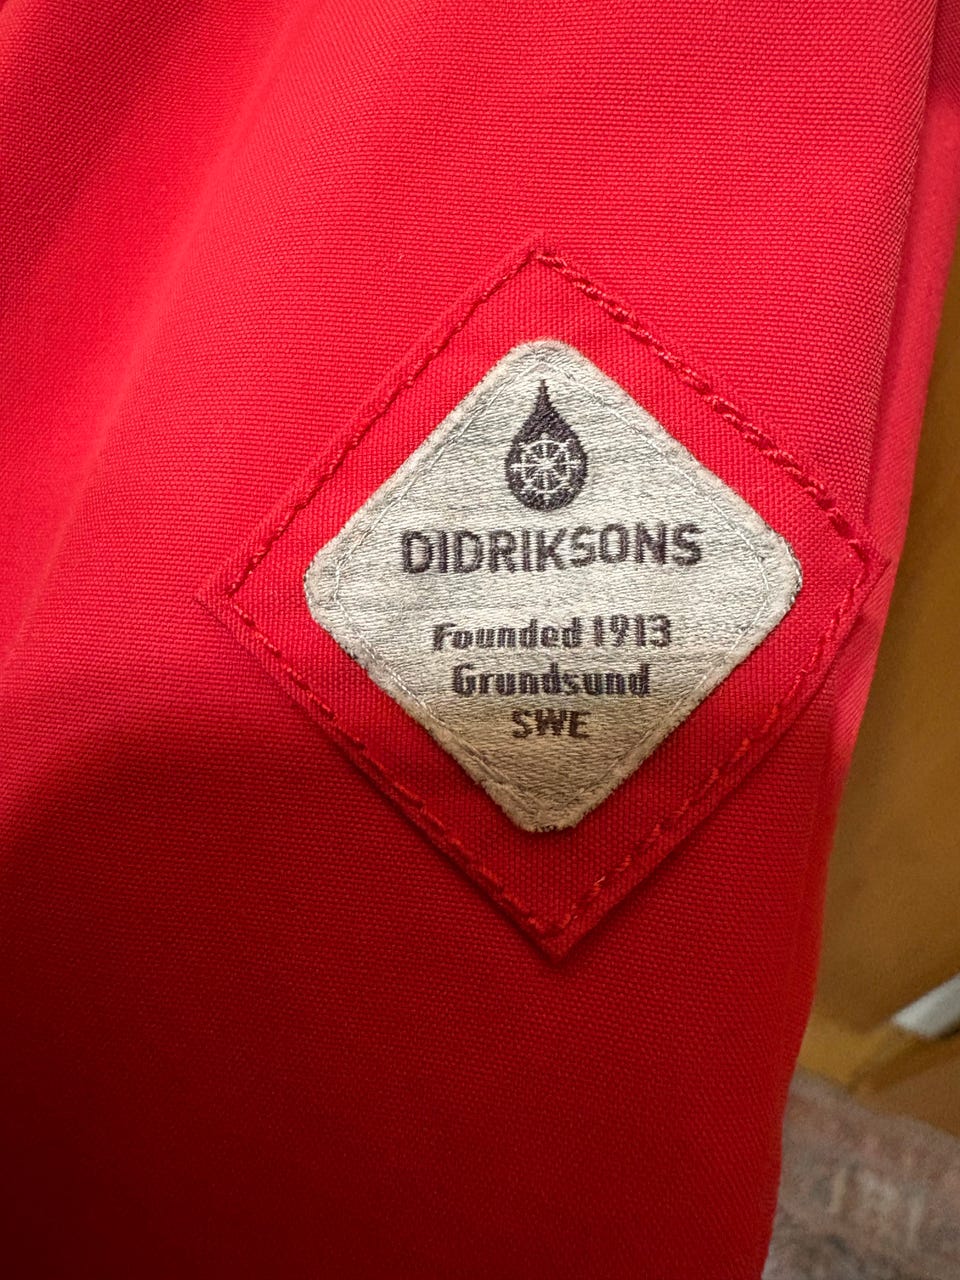 DIDRIKSONS
Founded 1913
Grundsund
SWE